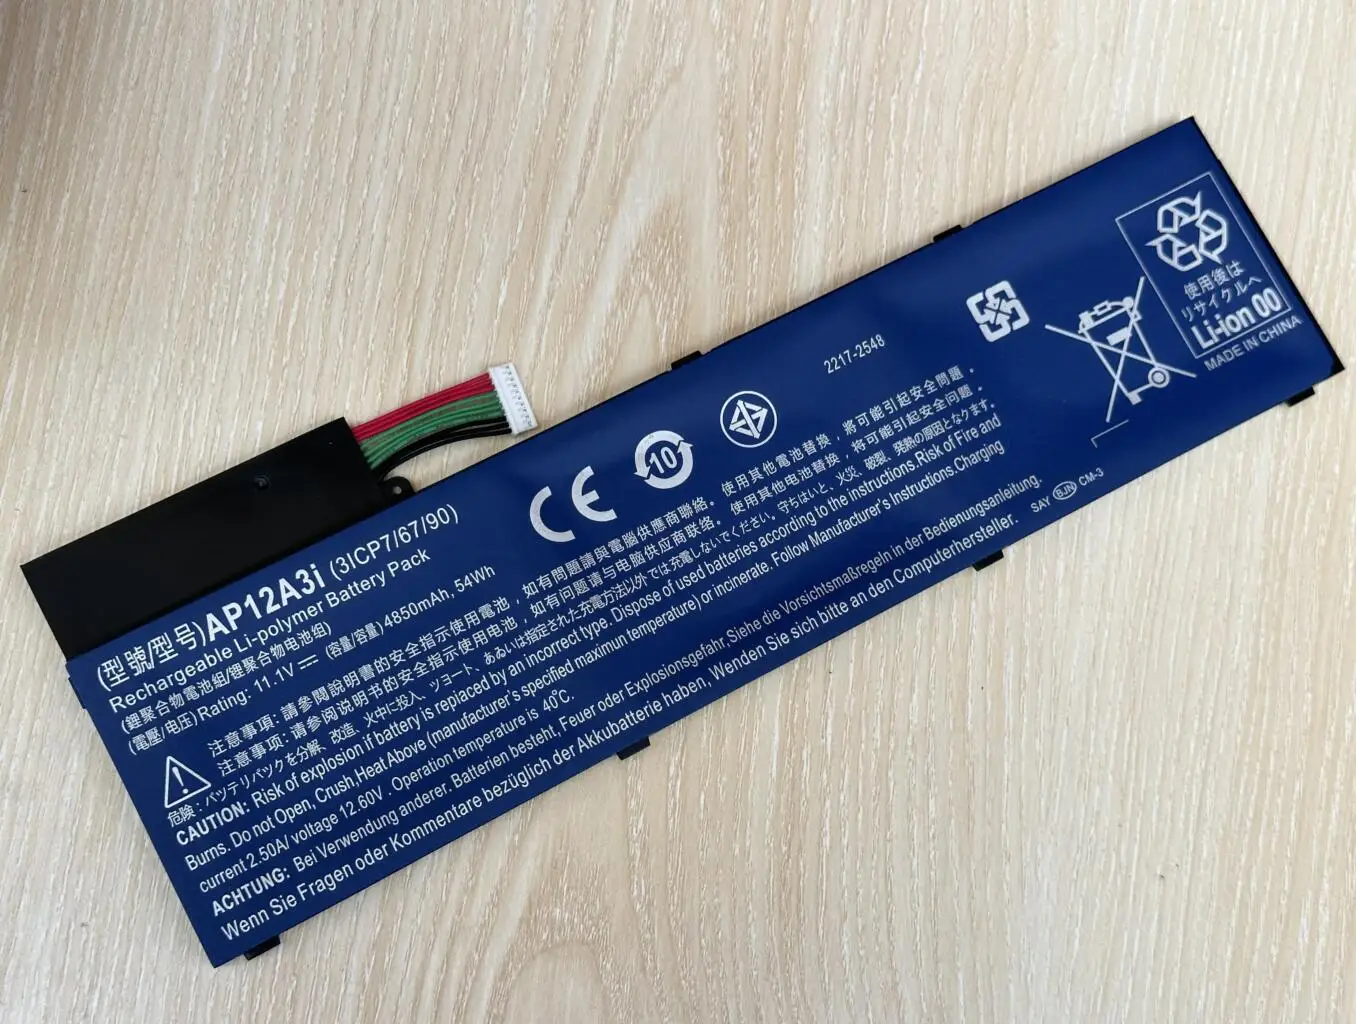 (型號/型号)AP12A3i (3ICP7/67/90)
Rechargeable Li-polymer Battery Pack
(鋰聚合物電池組/锂聚合物电池组)
(電壓/电压)Rating: 11.1V⎓ (容量/容量) 4850mAh, 54Wh
CE
10
2217-2548
使用後は
リサイクルへ
Li-ion 00
MADE IN CHINA
注意事項: 請參閱說明書的安全指示使用電池，如有問題請與電腦供應商聯絡。使用其他電池替換，將可能引起安全問題。
注意事项: 请参阅说明书的安全指示使用电池，如有问题请与电脑供应商联络。使用其他电池替换，将可能引起安全问题。
危険: バッテリパックを分解、改造、火中に投入、ショート、あるいは指定された充電方法以外では充電しないでください。守ちはいと、火災、破裂、発熱の原因となります。
CAUTION: Risk of explosion if battery is replaced by an incorrect type. Dispose of used batteries according to the instructions.Risk of Fire and
Burns. Do not Open, Crush,Heat Above (manufacturer's specified maximun temperature) or incinerate. Follow Manufacturer's Instructions.Charging
current 2.50A/ voltage 12.60V . Operation temperature is 40℃.
ACHTUNG: Bei Verwendung anderer. Batterien besteht, Feuer oder Explosionsgefahr,Siehe die Vorsichtsmaßregeln in der Bedienungsanleitung.
Wenn Sie Fragen oder Kommentare bezüglich der Akkubatterie haben, Wenden Sie sich bitte an den Computerhersteller.
SAY BJN CM-3